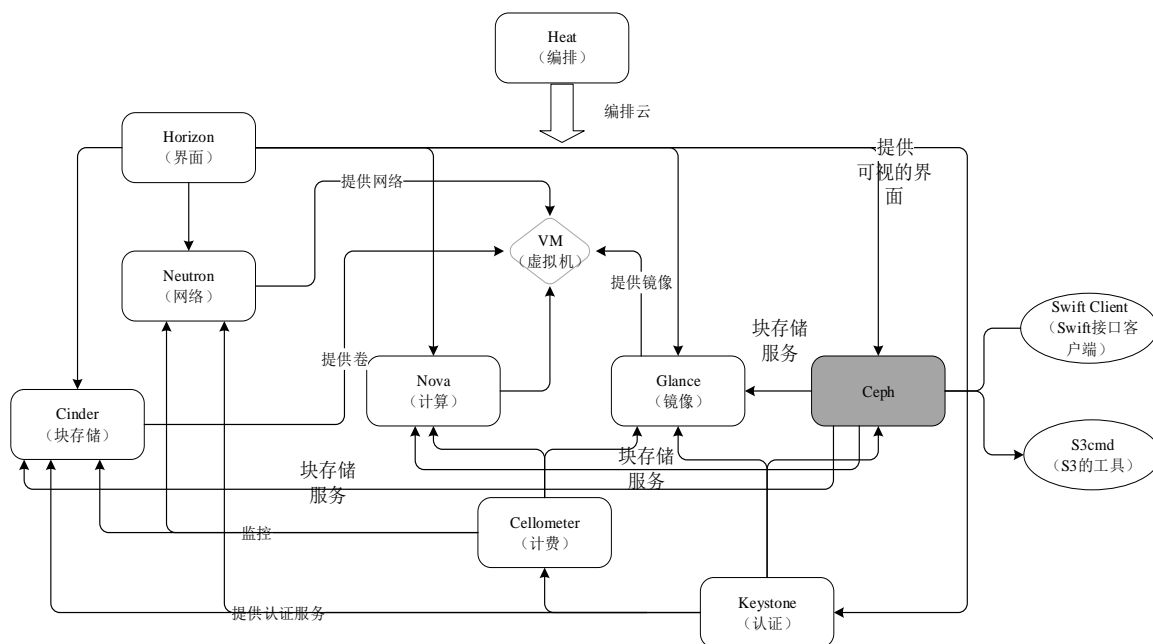 Heat
（编排）
编排云
Horizon
（界面）
提供
可视的界
面
提供网络
VM
（虚拟机）
Neutron
（网络）
提供镜像
Swift Client
（Swift接口客
户端）
块存储
服务
提供卷
Nova
（计算）
Glance
（镜像）
Ceph
Cinder
（块存储）
S3cmd
（S3的工具）
块存储
服务
块存储
服务
Cellometer
（计费）
监控
提供认证服务
Keystone
（认证）